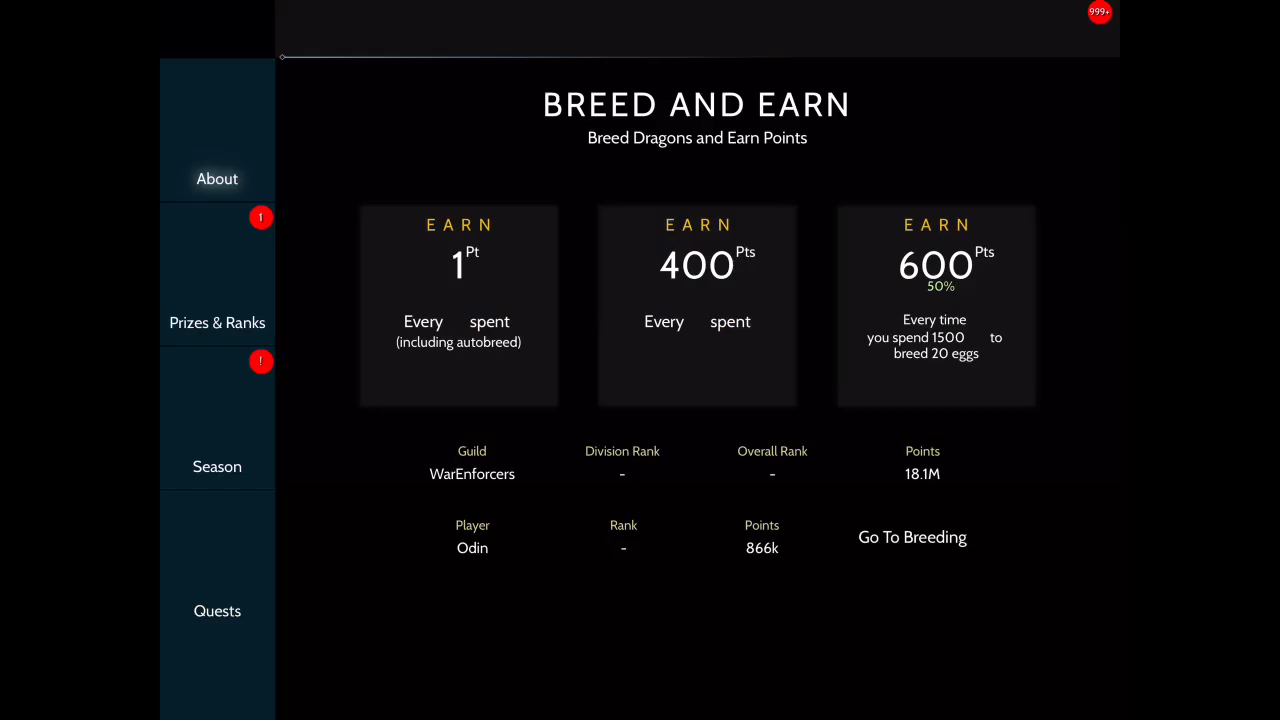 999+
BREED AND EARN
Breed Dragons and Earn Points
About
1
Prizes & Ranks
!
Season
Quests
EARN
1 Pt
Every spent
(including autobreed)
EARN
400 Pts
Every spent
EARN
600 Pts
50%
Every time
you spend 1500 to
breed 20 eggs
Guild Division Rank Overall Rank Points
WarEnforcers - - 18.1M
Player Rank Points
Odin - 866k
Go To Breeding